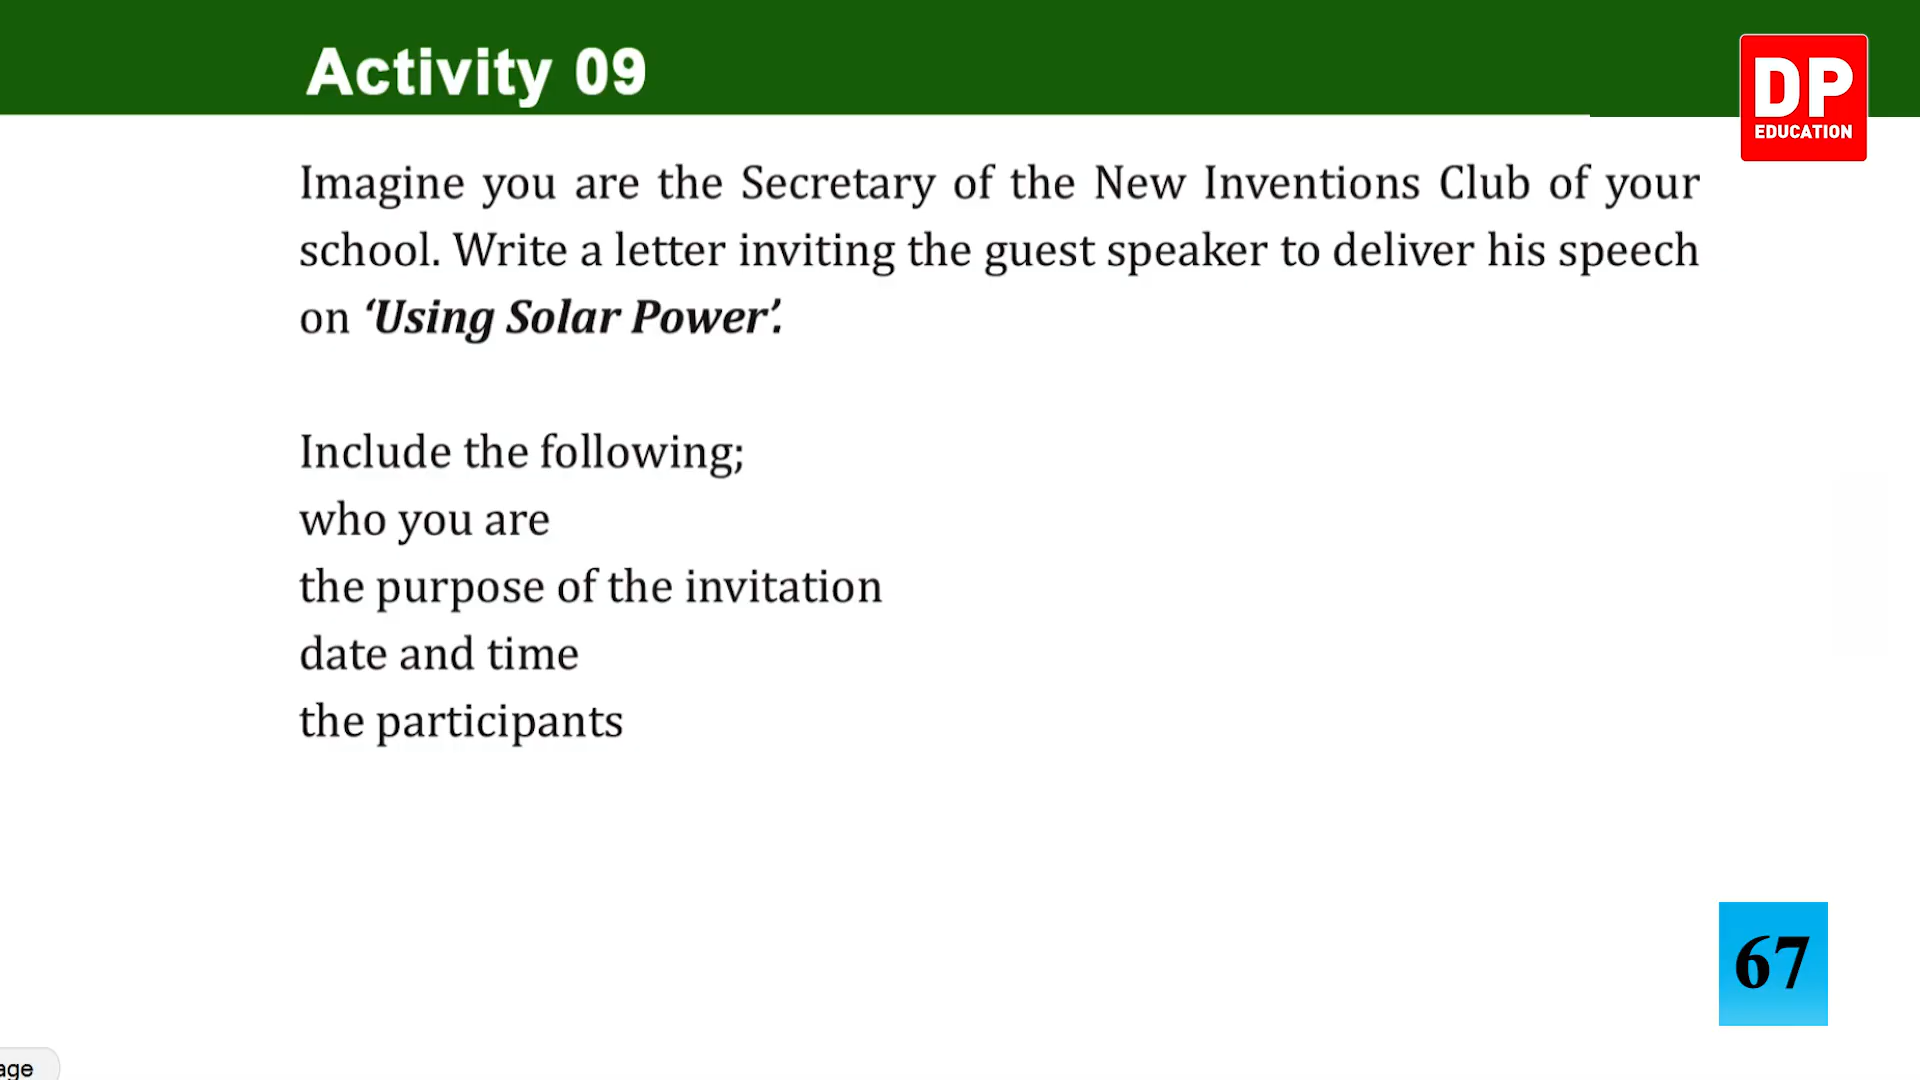 Activity 09
DP
EDUCATION
Imagine you are the Secretary of the New Inventions Club of your
school. Write a letter inviting the guest speaker to deliver his speech
on ‘Using Solar Power’.
Include the following;
who you are
the purpose of the invitation
date and time
the participants
67
age